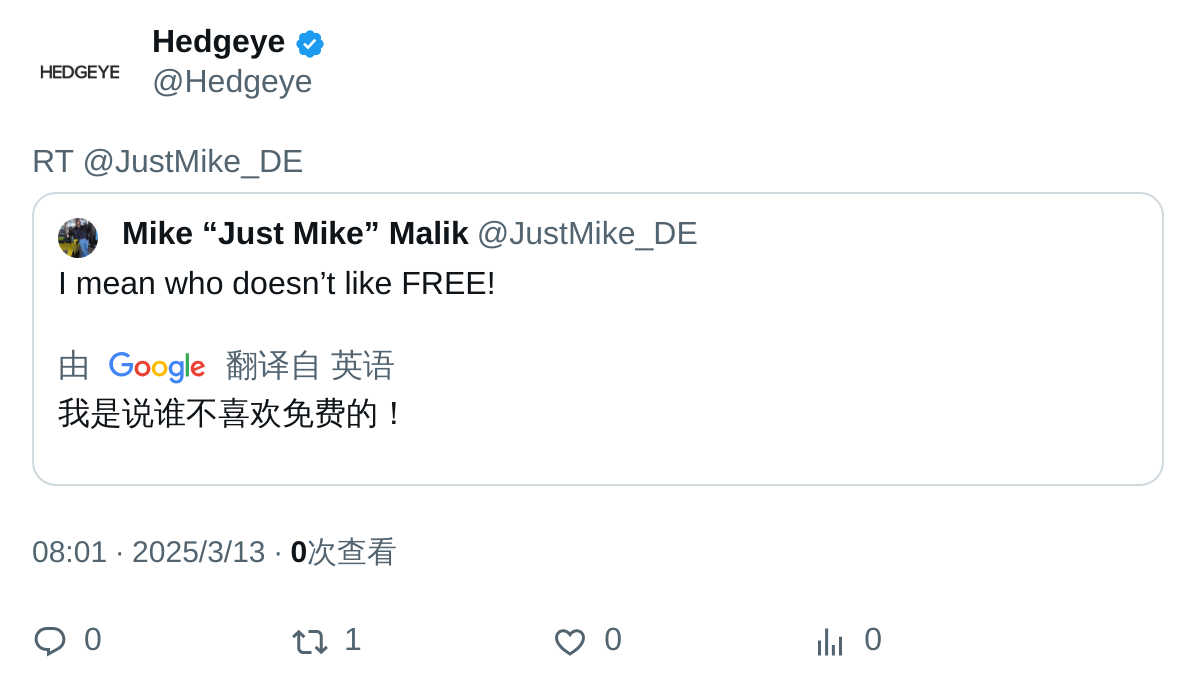 HEDGEYE
Hedgeye
@Hedgeye
RT @JustMike_DE
Mike “Just Mike” Malik @JustMike_DE
I mean who doesn’t like FREE!
由 Google 翻译自 英语
我是说谁不喜欢免费的！
08:01 · 2025/3/13 · 0次查看
0 1 0 0